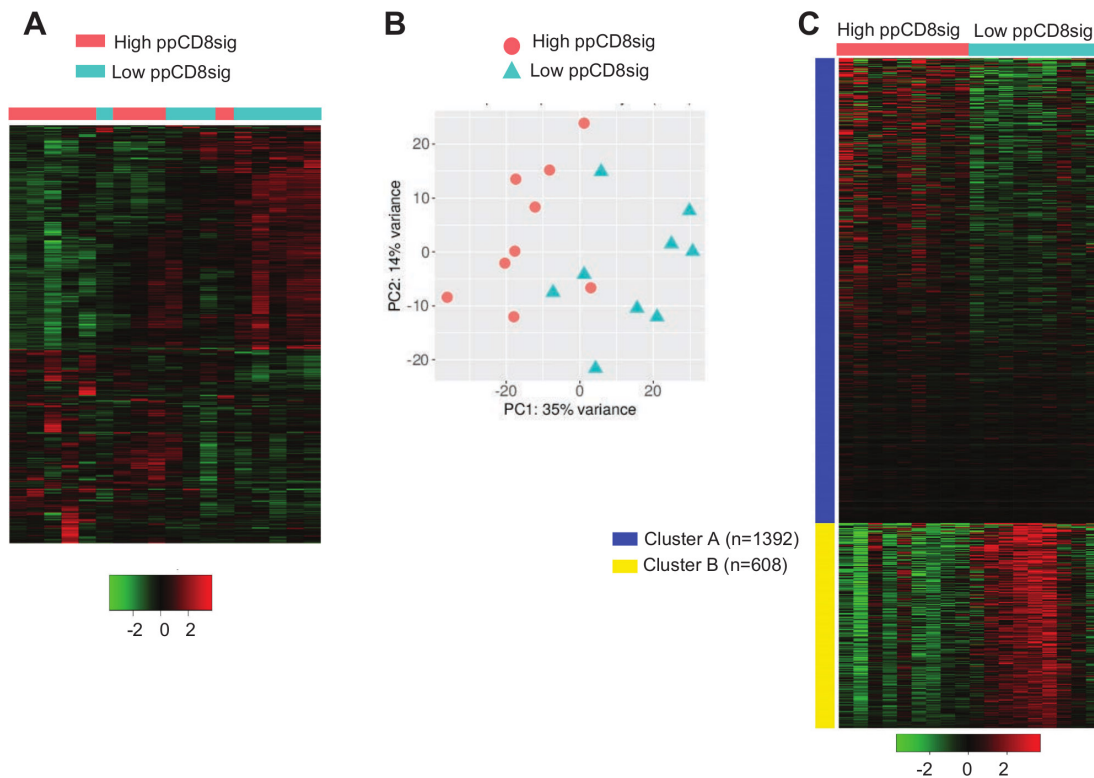 A
High ppCD8sig
Low ppCD8sig
-2 0 2
B
High ppCD8sig
Low ppCD8sig
20
10
0
-10
-20
PC2: 14% variance
-20 0 20
PC1: 35% variance
C
High ppCD8sig Low ppCD8sig
Cluster A (n=1392)
Cluster B (n=608)
-2 0 2